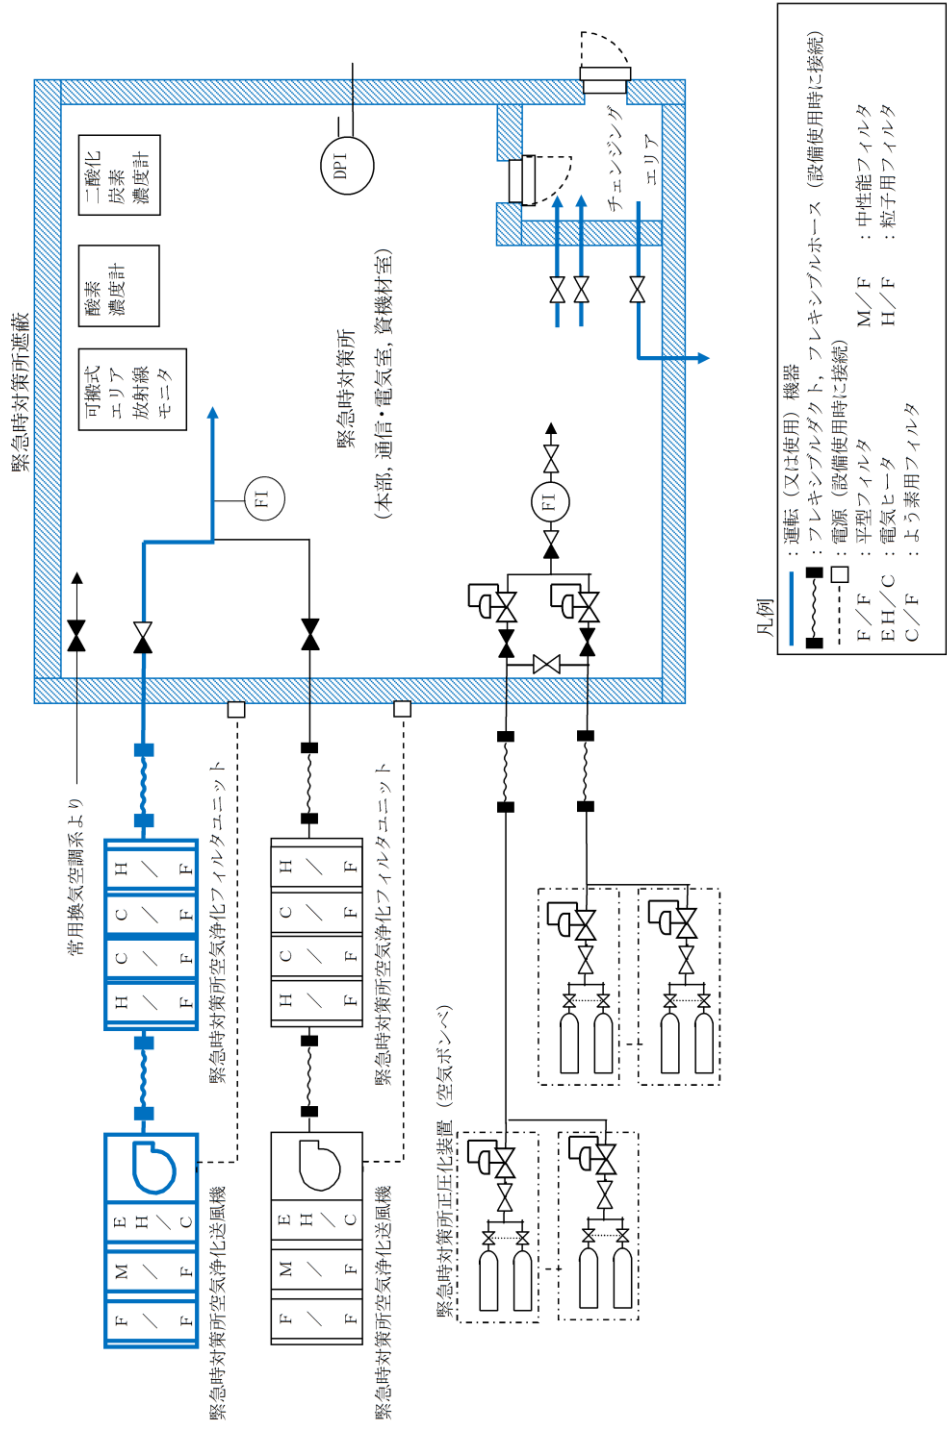 緊急時対策所遮蔽
常用換気空調系より
可搬式
エリア
放射線
モニタ
酸素
濃度計
二酸化
炭素
濃度計
F/F
M/F
EH/C
H/F
C/F
C/F
H/F
緊急時対策所空気浄化送風機
緊急時対策所空気浄化フィルタユニット
FI
DPI
緊急時対策所
(本部, 通信・電気室, 資機材室)
F/F
M/F
EH/C
H/F
C/F
C/F
H/F
緊急時対策所空気浄化送風機
緊急時対策所空気浄化フィルタユニット
緊急時対策所正圧化装置（空気ボンベ）
FI
チェンジング
エリア
凡例
：運転（又は使用）機器
：フレキシブルダクト，フレキシブルホース（設備使用時に接続）
：電源（設備使用時に接続）
F／F ：平型フィルタ M／F ：中性能フィルタ
EH／C ：電気ヒータ H／F ：粒子用フィルタ
C／F ：よう素用フィルタ